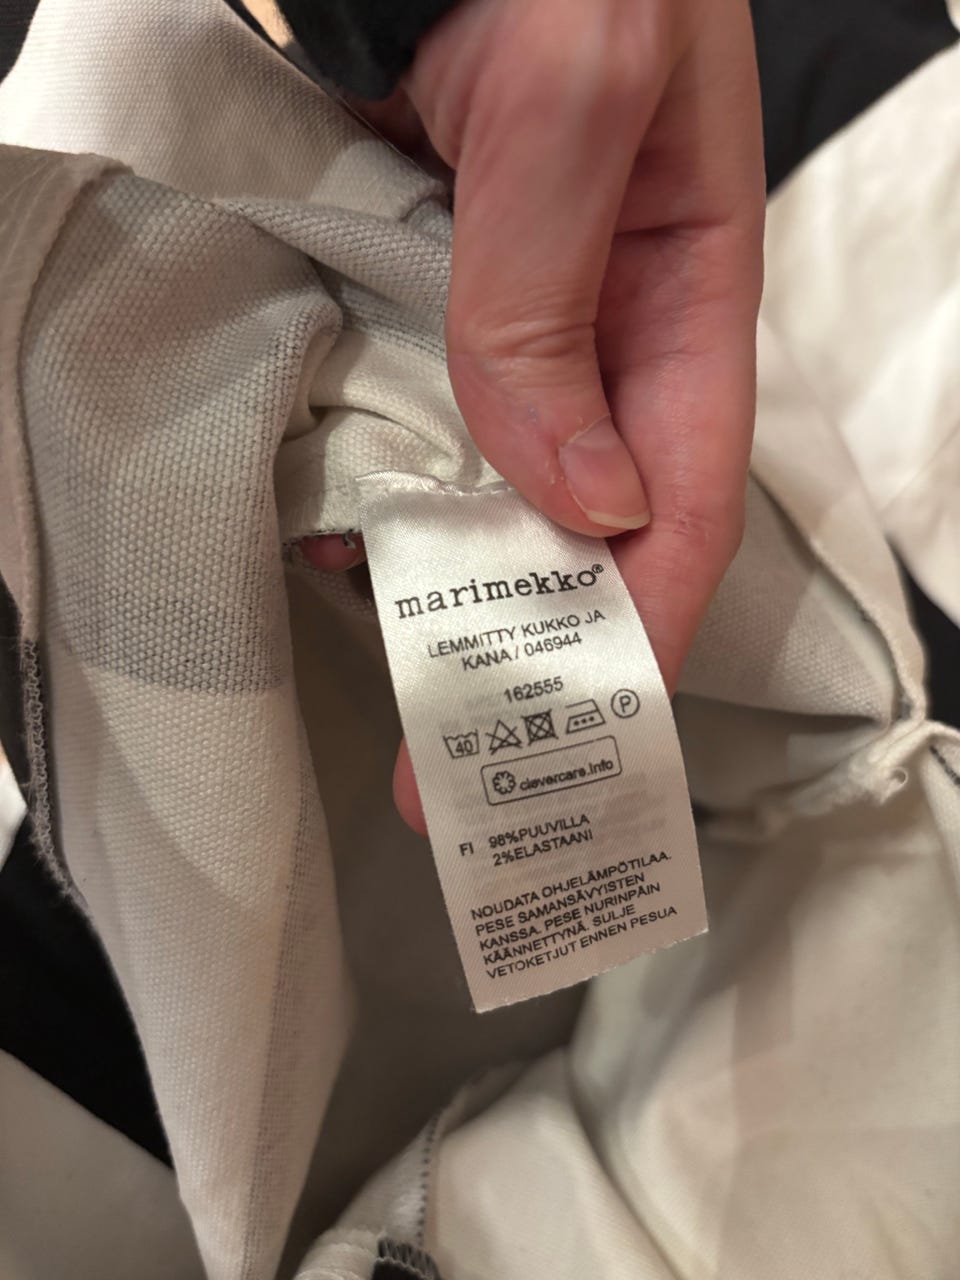 marimekko®
LEMMITTY KUKKO JA
KANA / 046944
162555
40
P
clevercare.info
FI 98%PUUVILLA
2%ELASTAANI
NOUDATA OHJELÄMPÖTILAA.
PESE SAMANSÄVYISTEN
KANSSA. PESE NURINPÄIN
KÄÄNNETTYNÄ. SULJE
VETOKETJUT ENNEN PESUA